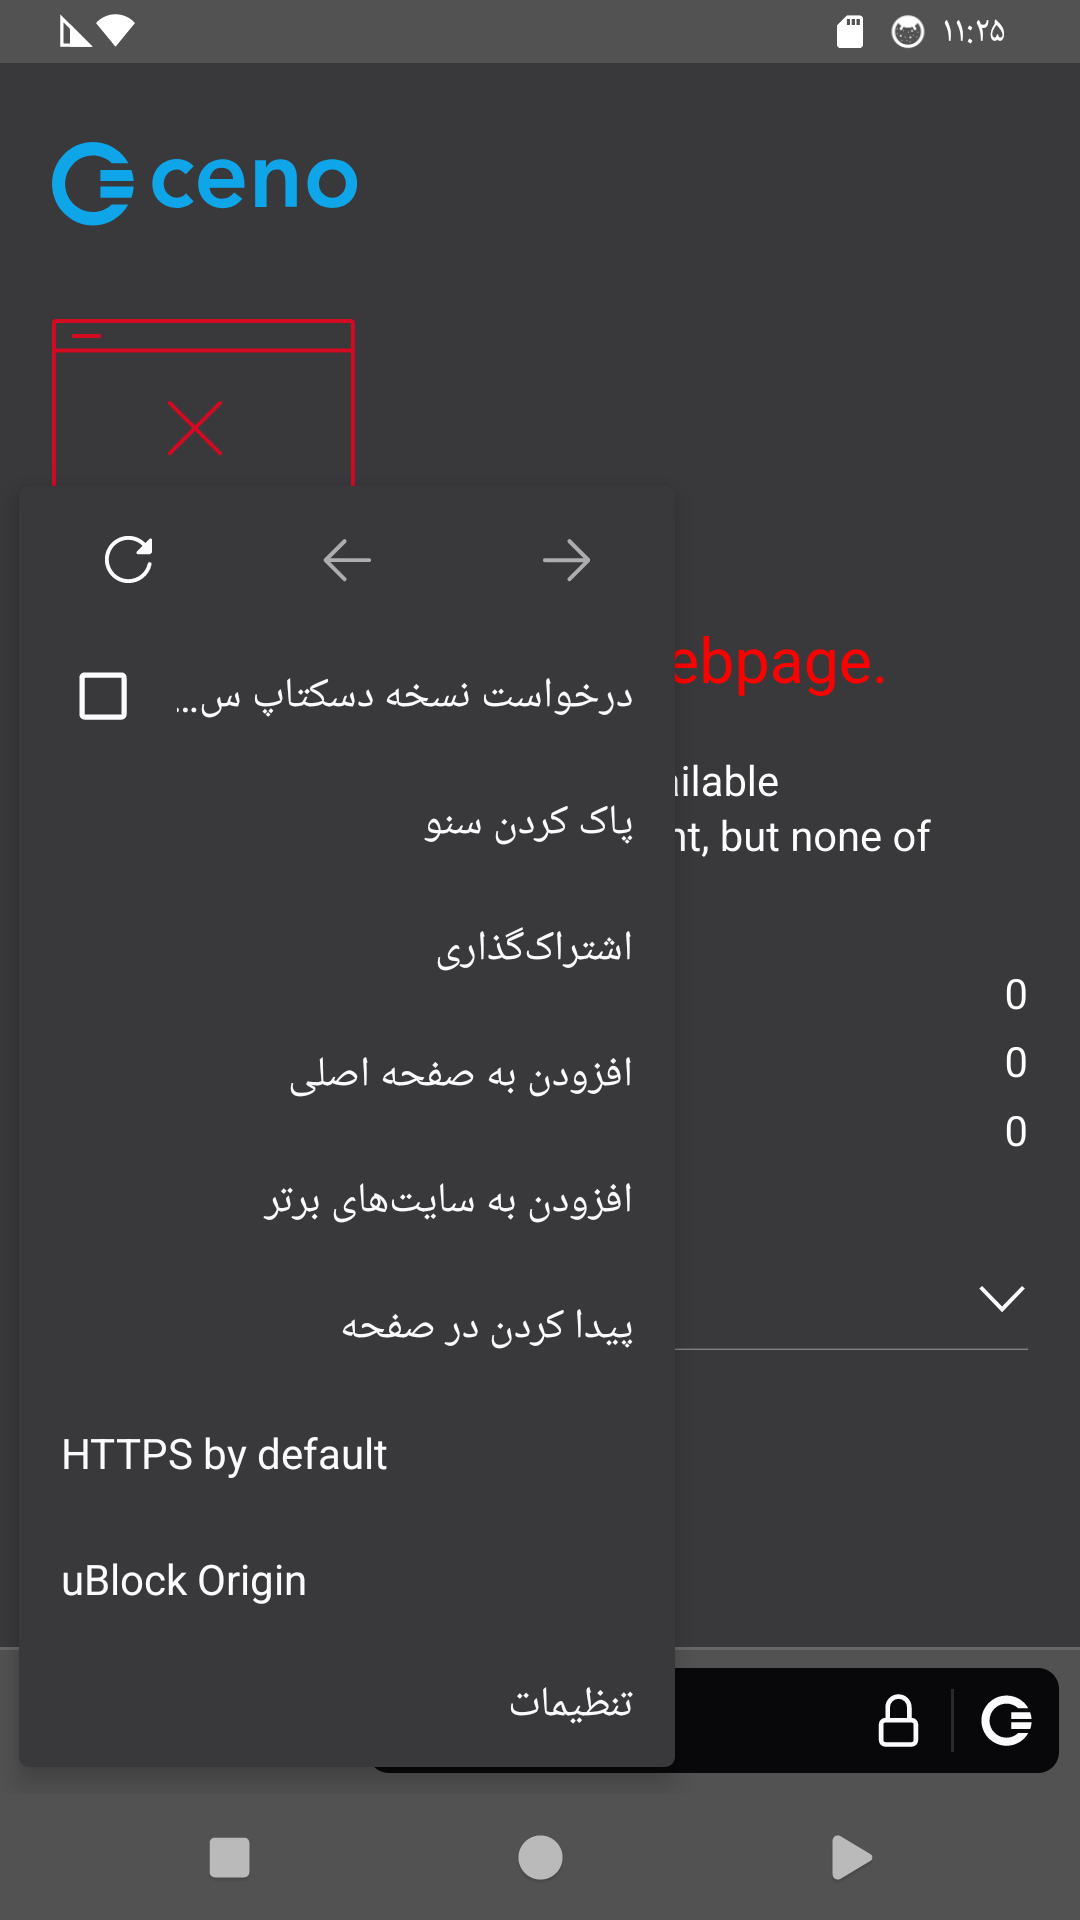 ۱۱:۲۵
ceno
ebpage.
درخواست نسخه دسکتاپ س...
ailable
پاک کردن سنو
nt, but none of
اشتراک‌گذاری
0
افزودن به صفحه اصلی
0
0
افزودن به سایت‌های برتر
پیدا کردن در صفحه
HTTPS by default
uBlock Origin
تنظیمات